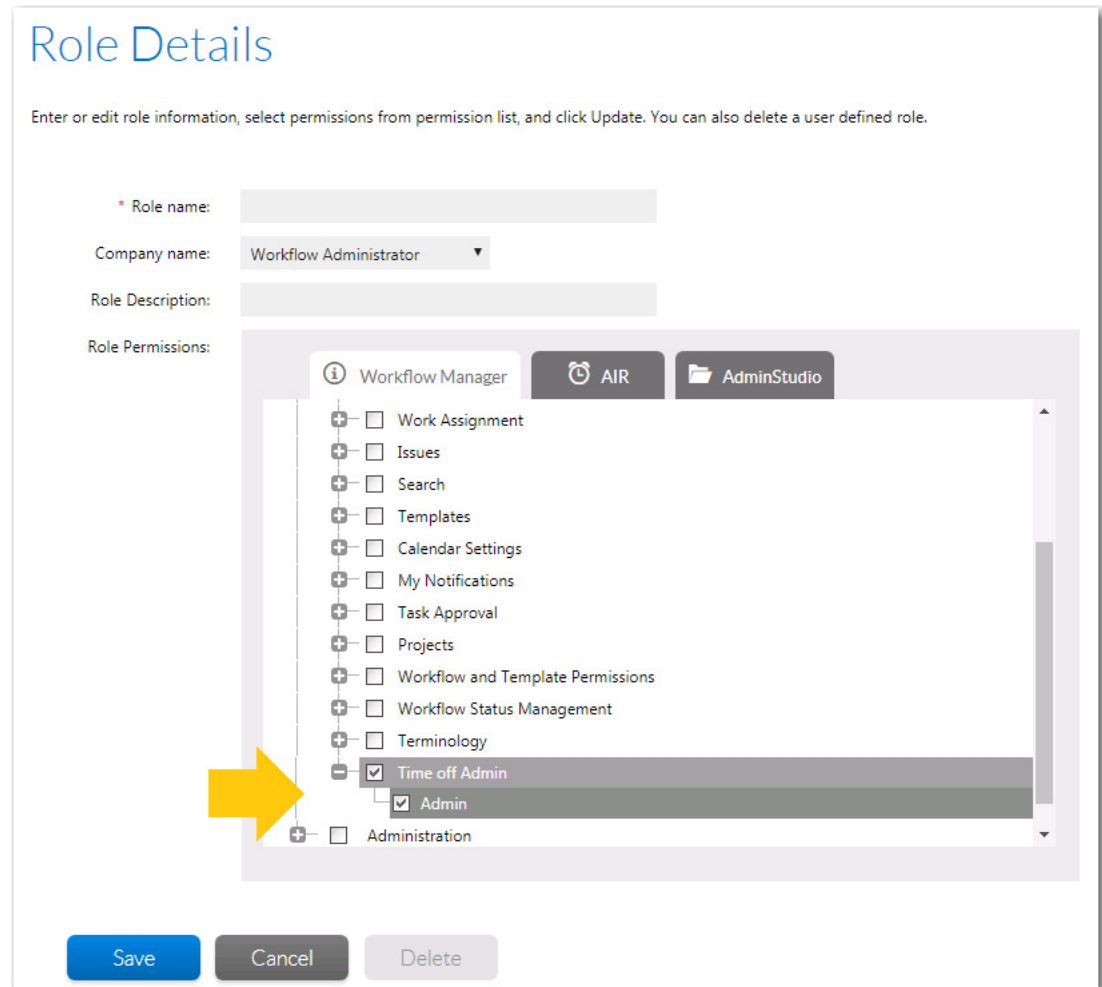 Role Details
Enter or edit role information, select permissions from permission list, and click Update. You can also delete a user defined role.
* Role name:
Company name: Workflow Administrator
Role Description:
Role Permissions:
Workflow Manager AIR AdminStudio
Work Assignment
Issues
Search
Templates
Calendar Settings
My Notifications
Task Approval
Projects
Workflow and Template Permissions
Workflow Status Management
Terminology
Time off Admin
Admin
Administration
Save Cancel Delete